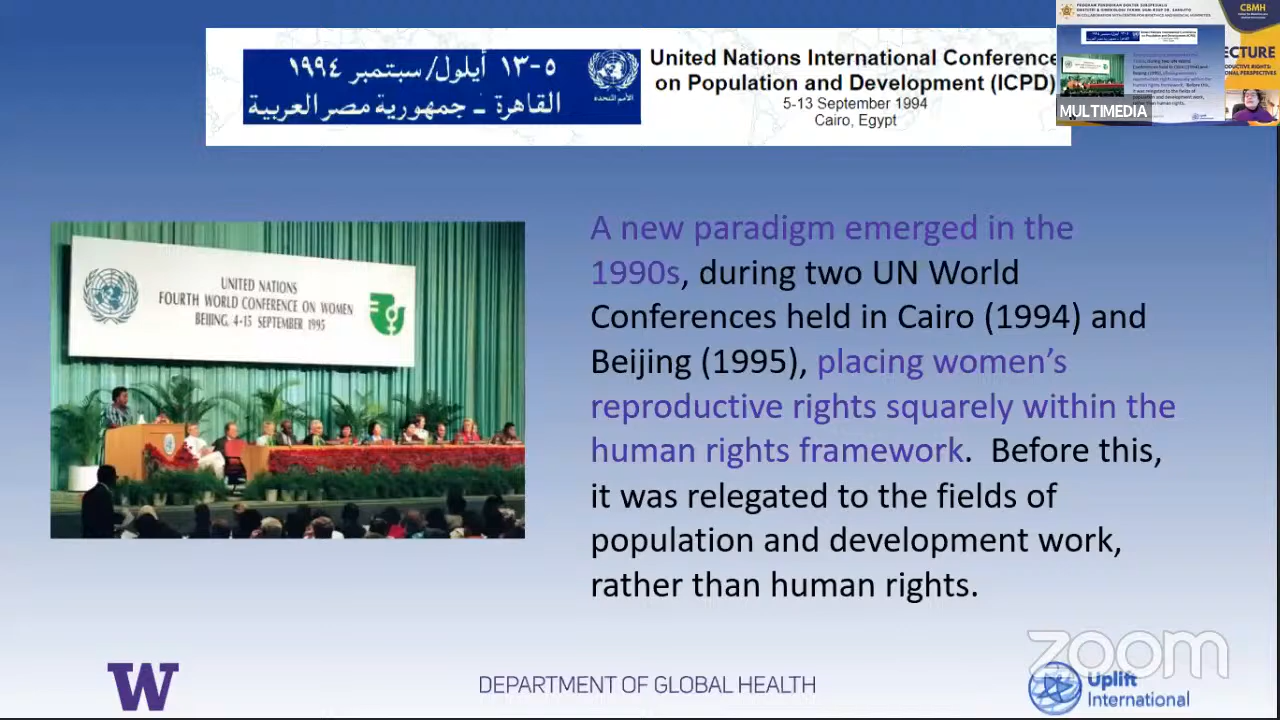 ٥-١٣ أيلول/سبتمبر ١٩٩٤
القاهرة - جمهورية مصر العربية
الأمم المتحدة
United Nations International Conference
on Population and Development (ICPD)
5-13 September 1994
Cairo, Egypt
CBMH
ECTURE
MULTIMEDIA
UNITED NATIONS
FOURTH WORLD CONFERENCE ON WOMEN
BEIJING, 4-15 SEPTEMBER 1995
A new paradigm emerged in the
1990s, during two UN World
Conferences held in Cairo (1994) and
Beijing (1995), placing women’s
reproductive rights squarely within the
human rights framework.  Before this,
it was relegated to the fields of
population and development work,
rather than human rights.
W
DEPARTMENT OF GLOBAL HEALTH
zoom
Uplift
International